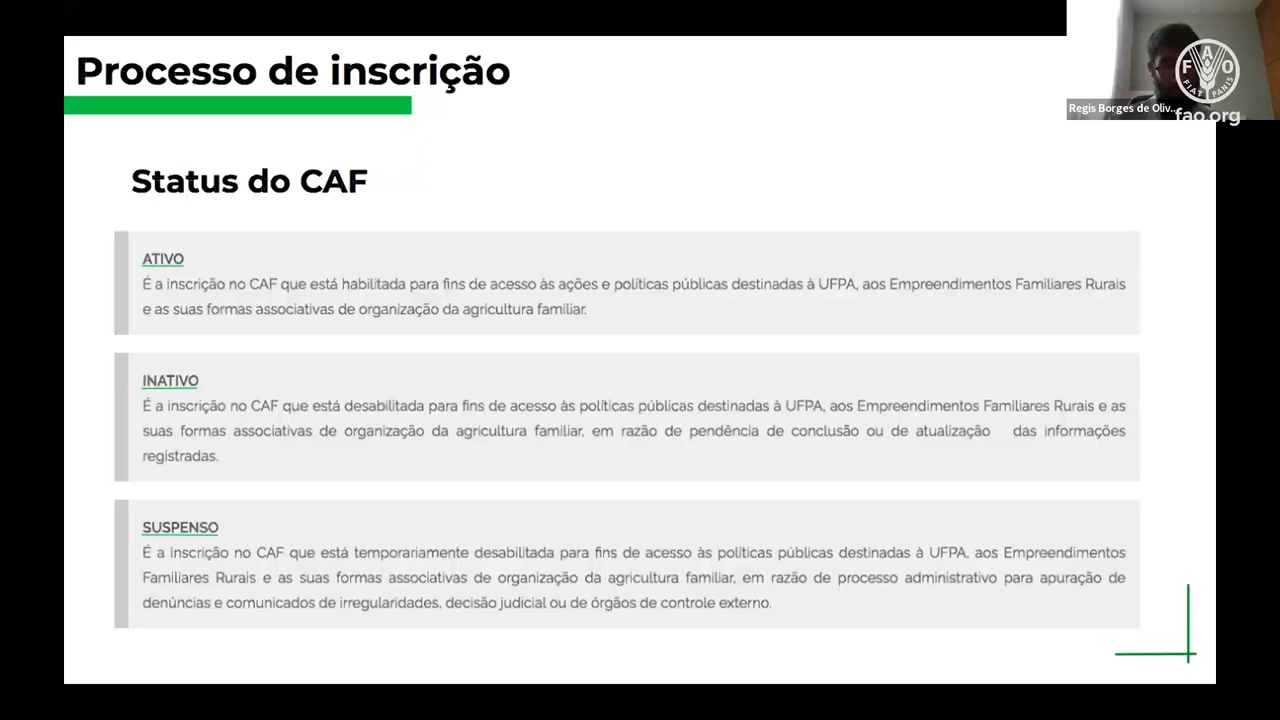 Processo de inscrição
Regis Borges de Oliv...
F A O
FIAT PANIS
fao.org
Status do CAF
ATIVO
É a inscrição no CAF que está habilitada para fins de acesso às ações e políticas públicas destinadas à UFPA, aos Empreendimentos Familiares Rurais
e as suas formas associativas de organização da agricultura familiar.
INATIVO
É a inscrição no CAF que está desabilitada para fins de acesso às políticas públicas destinadas à UFPA, aos Empreendimentos Familiares Rurais e as
suas formas associativas de organização da agricultura familiar, em razão de pendência de conclusão ou de atualização das informações
registradas.
SUSPENSO
É a inscrição no CAF que está temporariamente desabilitada para fins de acesso às políticas públicas destinadas à UFPA, aos Empreendimentos
Familiares Rurais e as suas formas associativas de organização da agricultura familiar, em razão de processo administrativo para apuração de
denúncias e comunicados de irregularidades, decisão judicial ou de órgãos de controle externo.